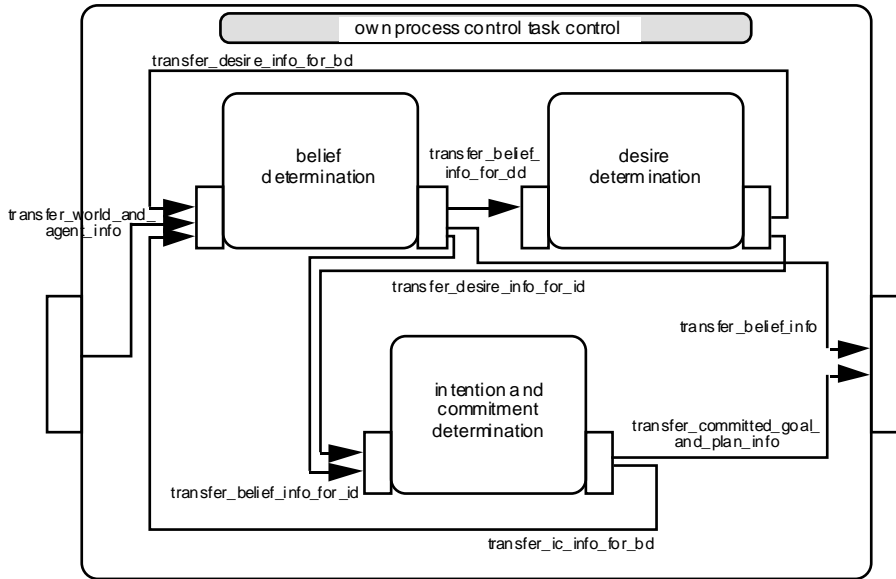 own process control task control
transfer_desire_info_for_bd
belief
determination
transfer_belief_
info_for_dd
desire
determination
transfer_world_and_
agent_info
transfer_desire_info_for_id
transfer_belief_info
intention and
commitment
determination
transfer_committed_goal_
and_plan_info
transfer_belief_info_for_id
transfer_ic_info_for_bd